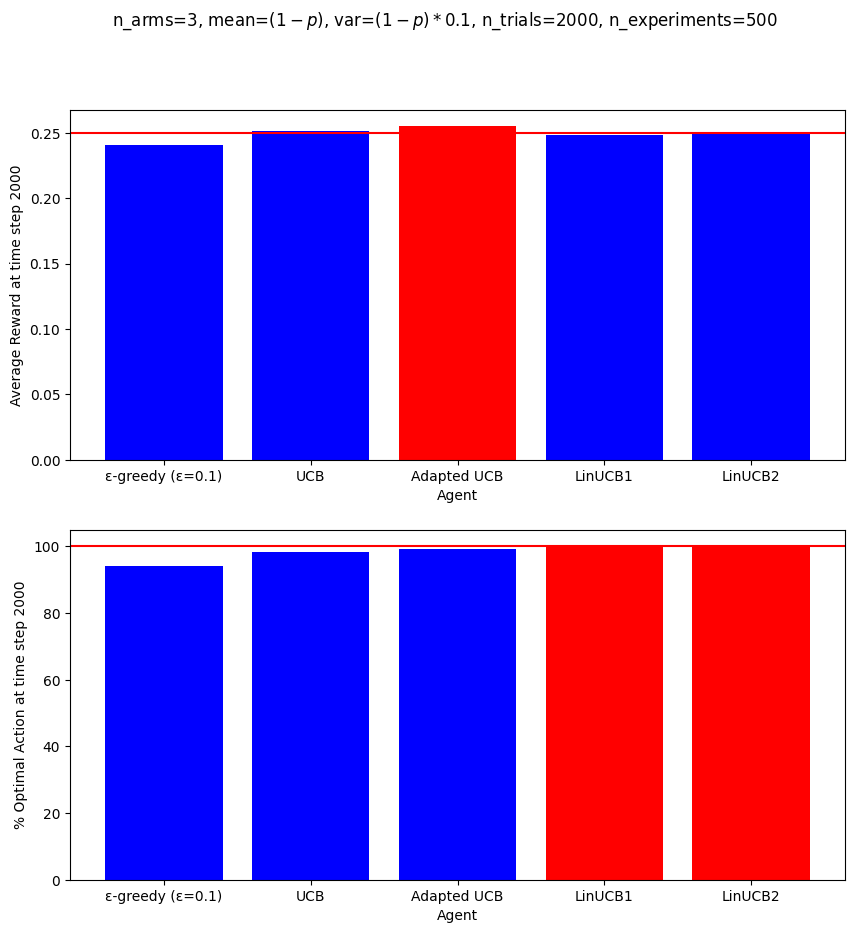 n_arms=3, mean=(1 − p), var=(1 − p) * 0.1, n_trials=2000, n_experiments=500
Average Reward at time step 2000
0.25
0.20
0.15
0.10
0.05
0.00
ε-greedy (ε=0.1) UCB Adapted UCB LinUCB1 LinUCB2
Agent
% Optimal Action at time step 2000
100
80
60
40
20
0
ε-greedy (ε=0.1) UCB Adapted UCB LinUCB1 LinUCB2
Agent